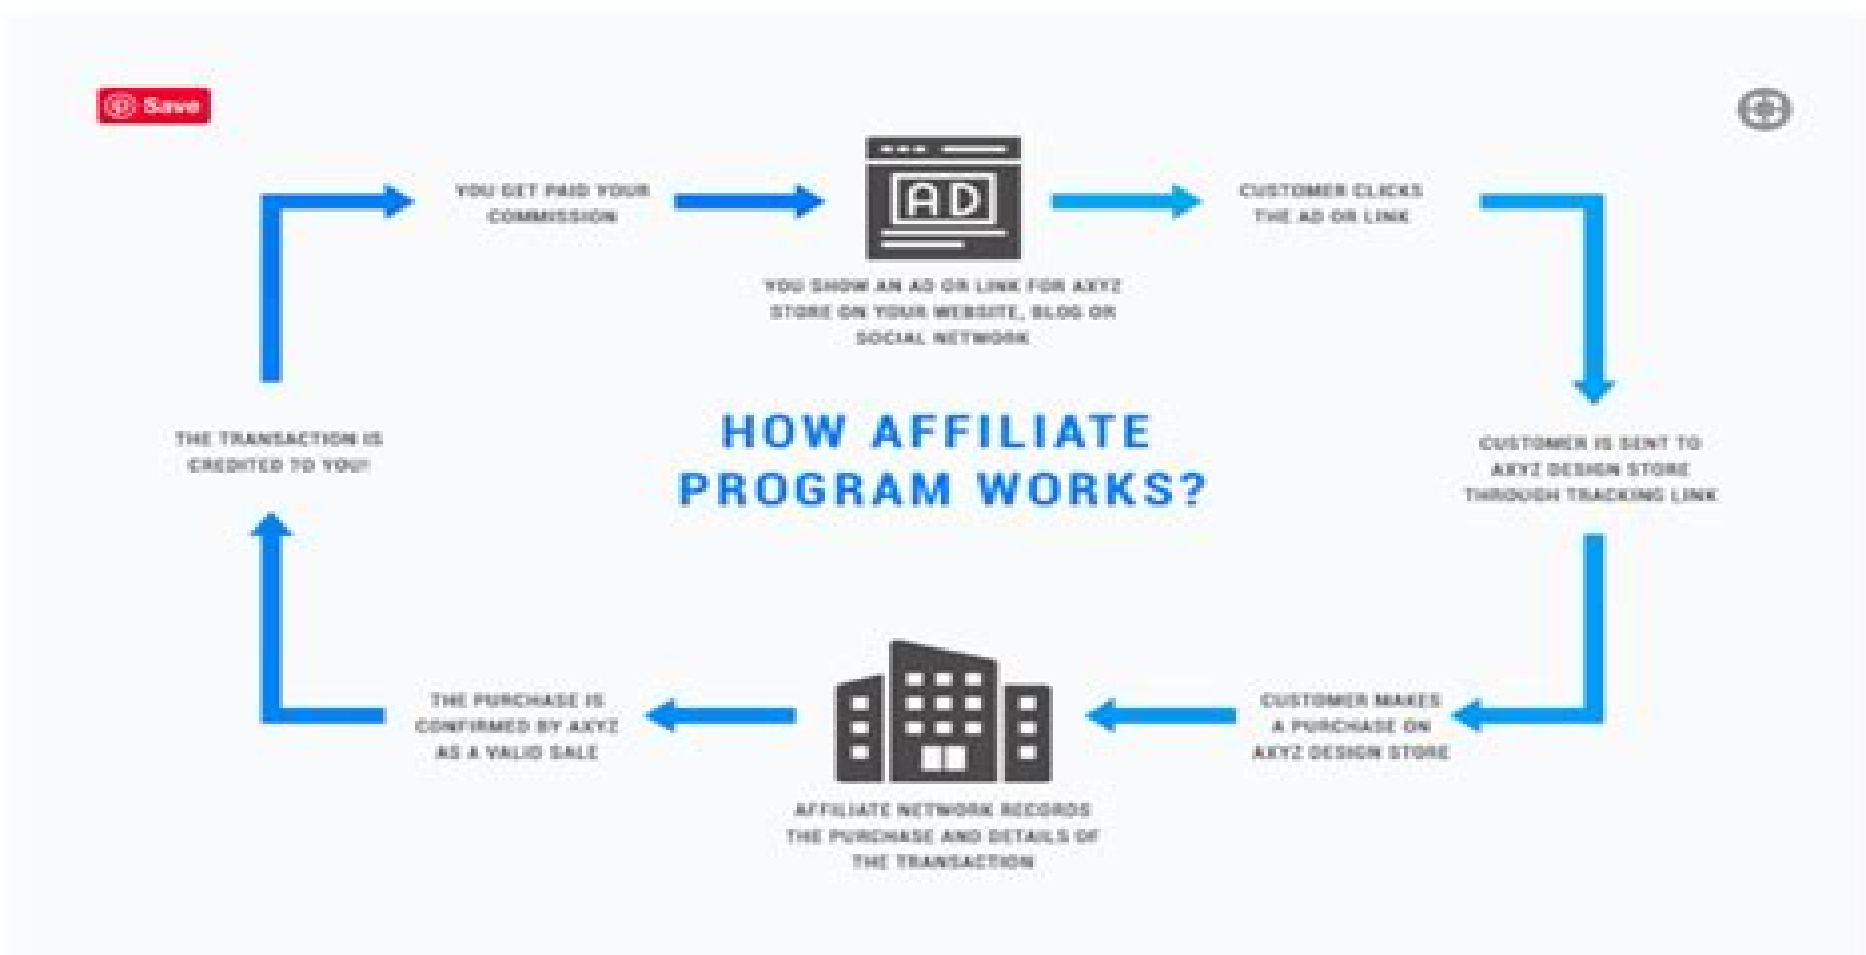 Save
YOU GET PAID YOUR
COMMISSION
AD
YOU SHOW AN AD OR LINK FOR AXYZ
STORE ON YOUR WEBSITE, BLOG OR
SOCIAL NETWORK
CUSTOMER CLICKS
THE AD OR LINK
HOW AFFILIATE
PROGRAM WORKS?
THE TRANSACTION IS
CREDITED TO YOU!
CUSTOMER IS SENT TO
AXYZ DESIGN STORE
THROUGH TRACKING LINK
THE PURCHASE IS
CONFIRMED BY AXYZ
AS A VALID SALE
CUSTOMER MAKES
A PURCHASE ON
AXYZ DESIGN STORE
AFFILIATE NETWORK RECORDS
THE PURCHASE AND DETAILS OF
THE TRANSACTION